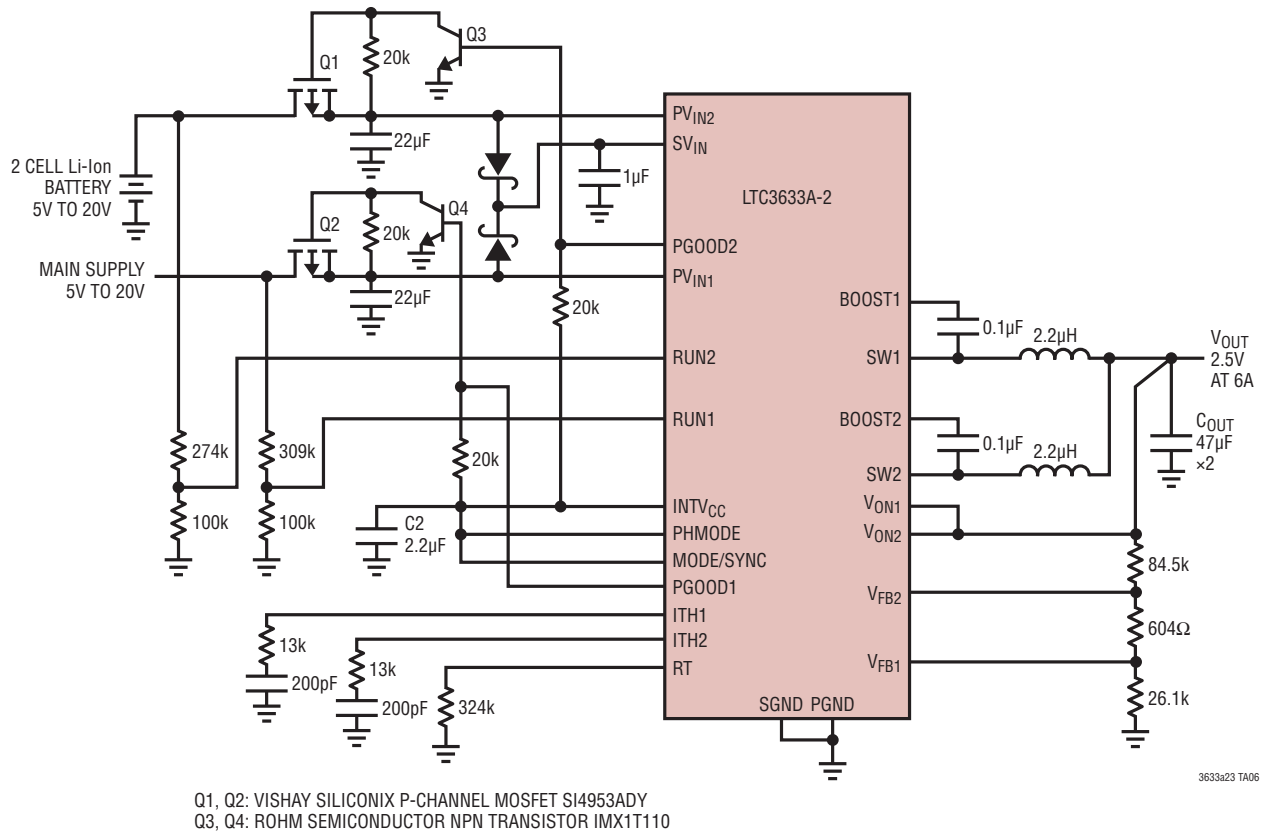 Q3
20k
Q1
PV_IN2
22µF
SV_IN
1µF
2 CELL Li-Ion
BATTERY
5V TO 20V
LTC3633A-2
Q4
Q2
20k
PGOOD2
MAIN SUPPLY
5V TO 20V
PV_IN1
22µF
20k
BOOST1
0.1µF
2.2µH
V_OUT
2.5V
AT 6A
RUN2
SW1
RUN1
BOOST2
C_OUT
47µF
×2
274k
309k
20k
0.1µF
2.2µH
SW2
100k
100k
C2
2.2µF
INTV_CC
V_ON1
PHMODE
V_ON2
MODE/SYNC
84.5k
PGOOD1
V_FB2
ITH1
604Ω
13k
ITH2
13k
RT
V_FB1
200pF
200pF
324k
26.1k
SGND PGND
3633a23 TA06
Q1, Q2: VISHAY SILICONIX P-CHANNEL MOSFET SI4953ADY
Q3, Q4: ROHM SEMICONDUCTOR NPN TRANSISTOR IMX1T110